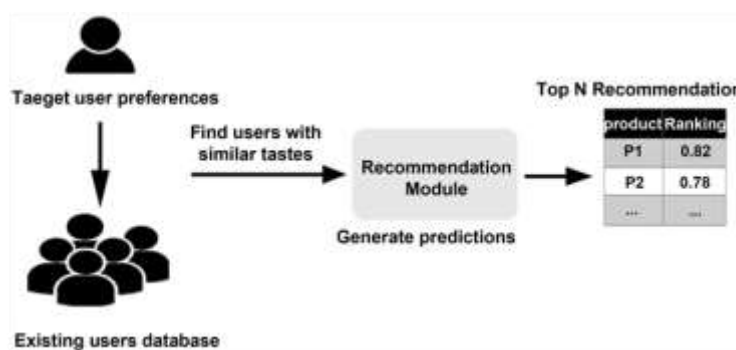 Taeget user preferences
Existing users database
Find users with
similar tastes
Recommendation
Module
Generate predictions
Top N Recommendation
product Ranking
P1 0.82
P2 0.78
... ...